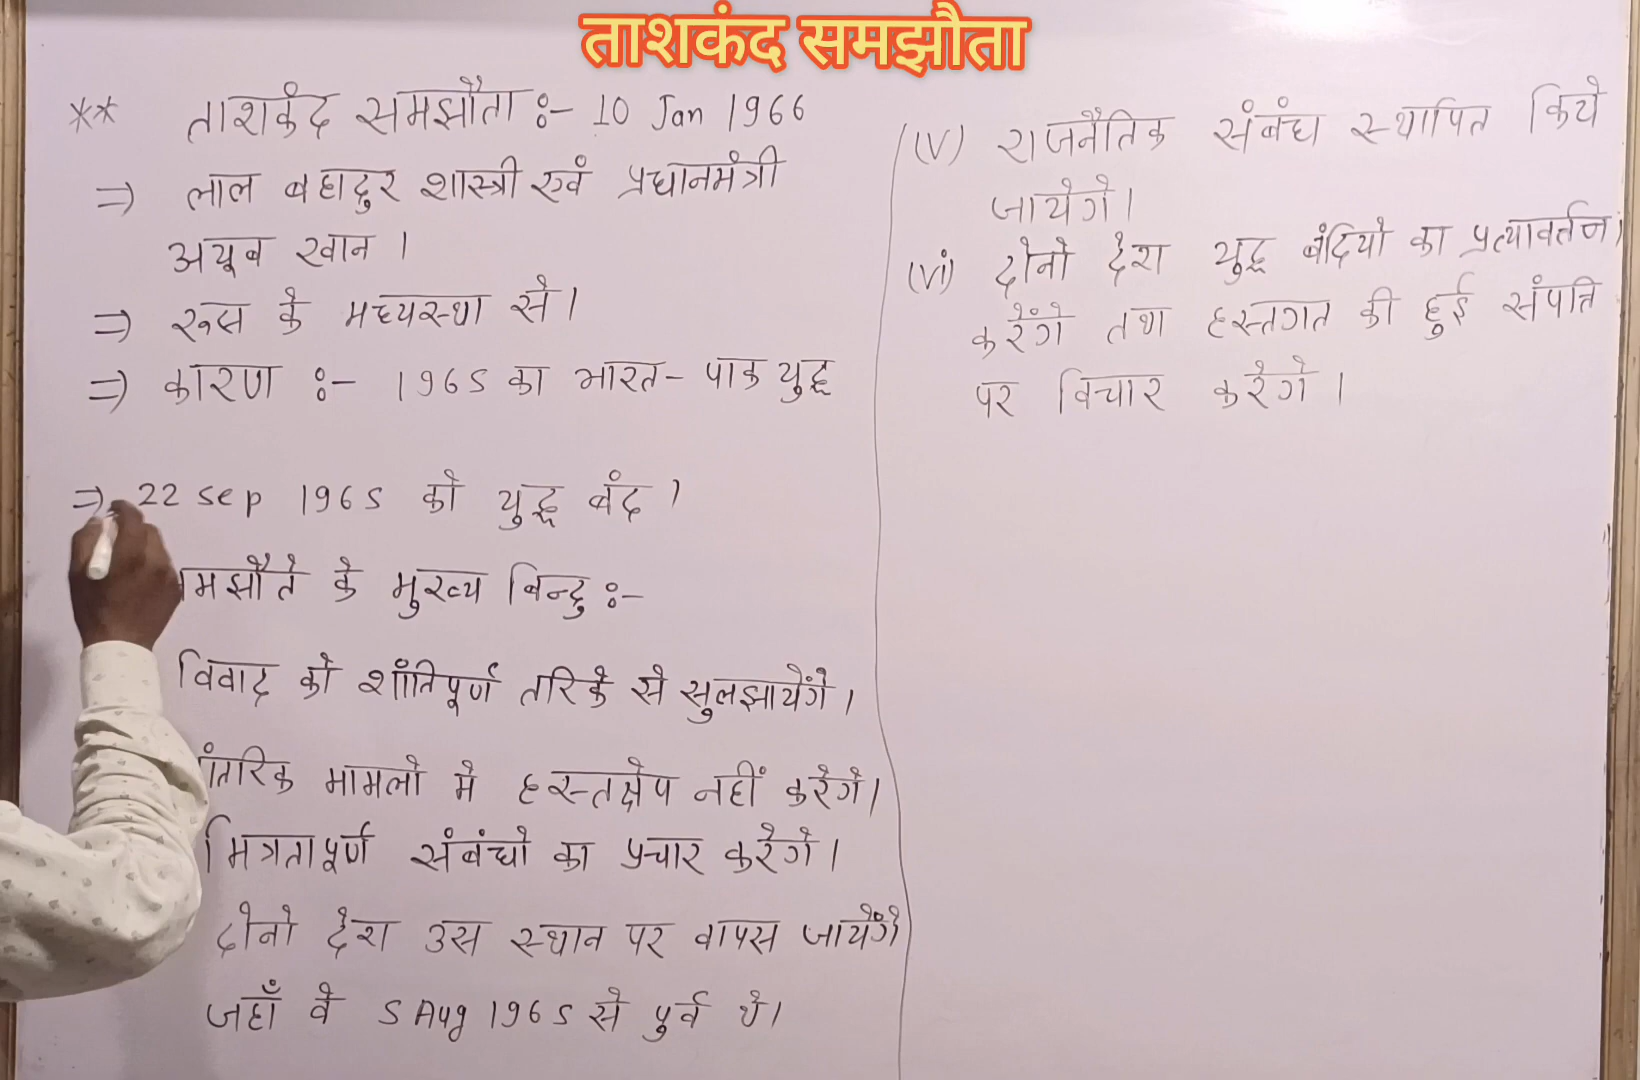 ताशकंद समझौता
** ताशकंद समझौता :- 10 Jan 1966
=> लाल बहादुर शास्त्री एवं प्रधानमंत्री
अयूब खान ।
=> रूस के मध्यस्था से ।
=> कारण :- 1965 का भारत - पाक युद्ध
=> 22 Sep 1965 को युद्ध बंद ।
मझौते के मुख्य बिन्दु :-
विवाद को शांतिपूर्ण तरिके से सुलझायेंगे ।
ांतरिक मामलो मे हस्तक्षेप नहीं करेंगे ।
मित्रतापूर्ण संबंधो का प्रचार करेंगे ।
दोनो देश उस स्थान पर वापस जायेंगे
जहाँ वे 5 Aug 1965 से पुर्व थे ।
(V) राजनैतिक संबंध स्थापित किये
जायेगे ।
(Vi) दोनो देश युद्ध बंदियो का प्रत्यावर्तन
करेंगे तथा हस्तगत की हुई संपत्ति
पर विचार करेंगे ।